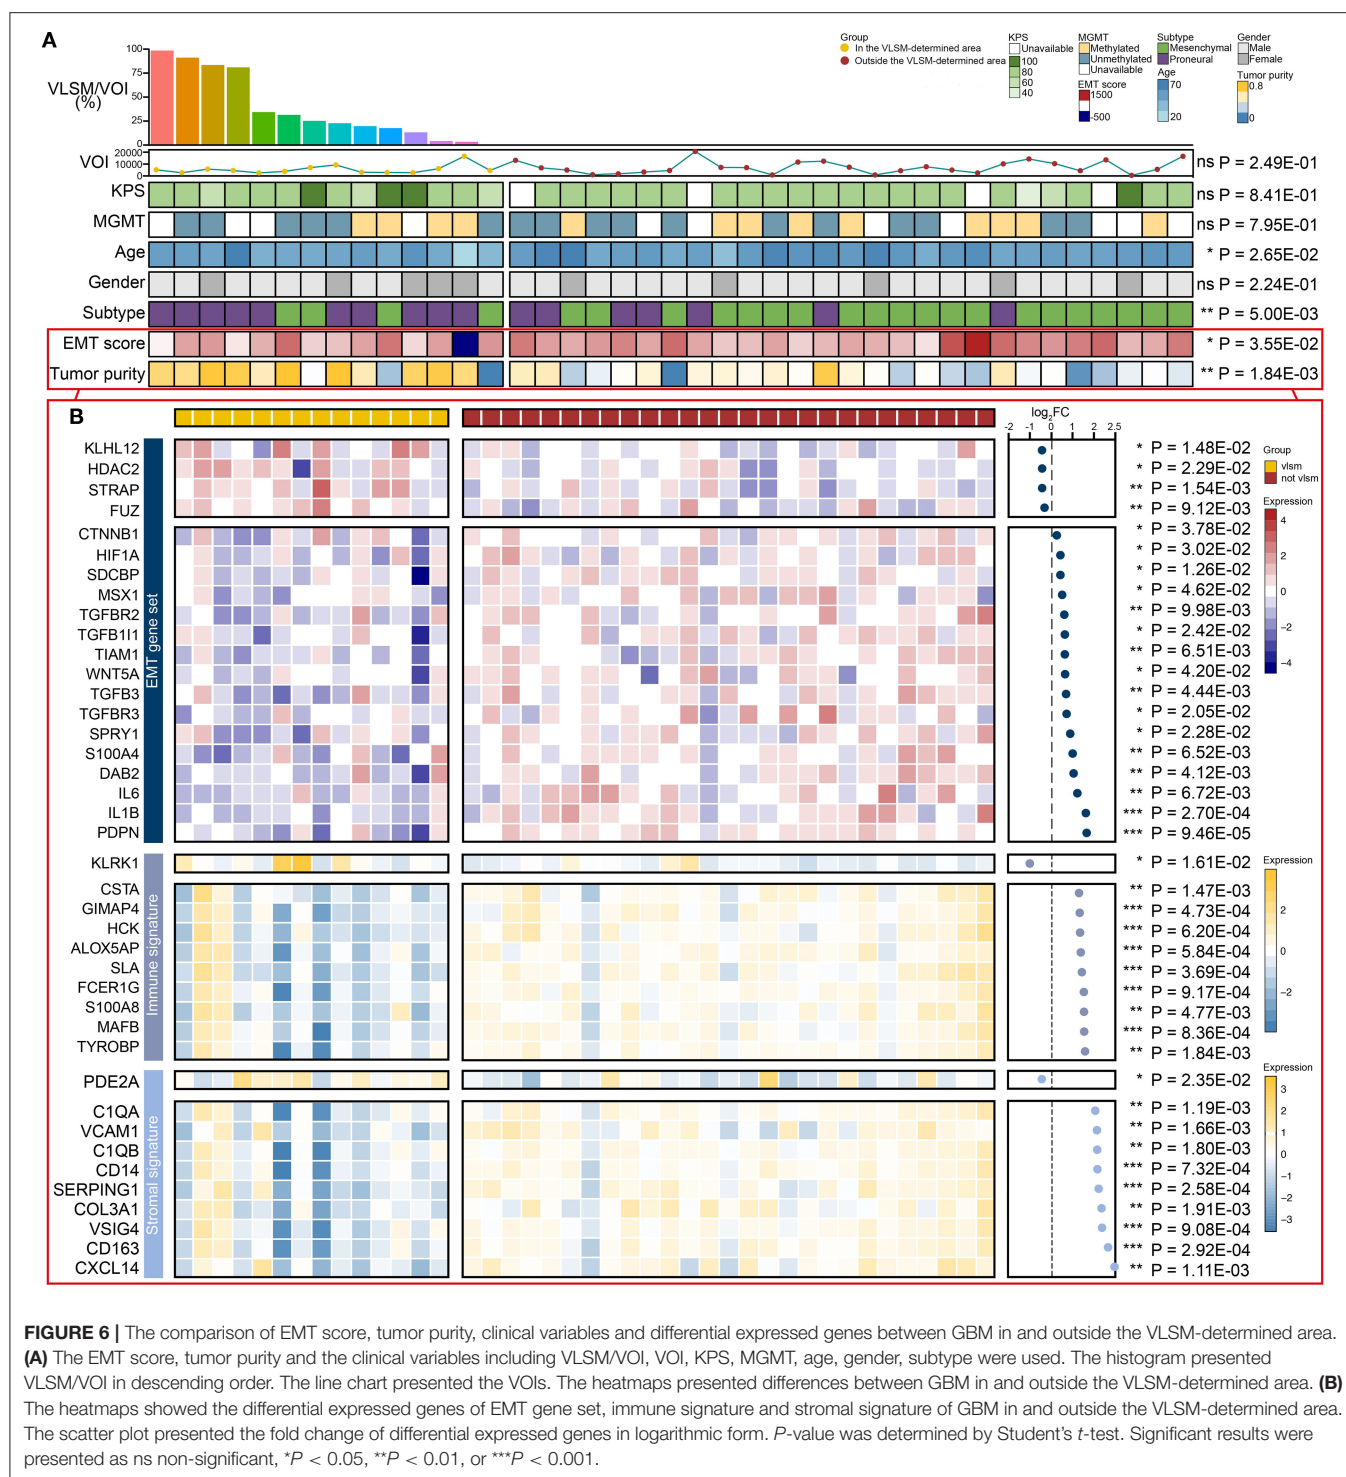 A
100
75
50
25
0
VLSM/VOI
(%)
Group
In the VLSM-determined area
Outside the VLSM-determined area
KPS
Unavailable
100
80
60
40
MGMT
Methylated
Unmethylated
Unavailable
EMT score
1500
-500
Subtype
Mesenchymal
Proneural
Age
70
20
Gender
Male
Female
Tumor purity
0.8
0
VOI
20000
10000
0
ns P = 2.49E-01
KPS
ns P = 8.41E-01
MGMT
ns P = 7.95E-01
Age
* P = 2.65E-02
Gender
ns P = 2.24E-01
Subtype
** P = 5.00E-03
EMT score
* P = 3.55E-02
Tumor purity
** P = 1.84E-03
B
log2FC
-2 -1 0 1 2 2.5
Group
vlsm
not vlsm
Expression
4
2
0
−2
−4
EMT gene set
KLHL12 * P = 1.48E-02
HDAC2 * P = 2.29E-02
STRAP ** P = 1.54E-03
FUZ ** P = 9.12E-03
CTNNB1 * P = 3.78E-02
HIF1A * P = 3.02E-02
SDCBP * P = 1.26E-02
MSX1 * P = 4.62E-02
TGFBR2 ** P = 9.98E-03
TGFB1I1 * P = 2.42E-02
TIAM1 ** P = 6.51E-03
WNT5A * P = 4.20E-02
TGFB3 ** P = 4.44E-03
TGFBR3 * P = 2.05E-02
SPRY1 * P = 2.28E-02
S100A4 ** P = 6.52E-03
DAB2 ** P = 4.12E-03
IL6 ** P = 6.72E-03
IL1B *** P = 2.70E-04
PDPN *** P = 9.46E-05
Immune signature
KLRK1 * P = 1.61E-02
CSTA ** P = 1.47E-03
GIMAP4 *** P = 4.73E-04
HCK *** P = 6.20E-04
ALOX5AP *** P = 5.84E-04
SLA *** P = 3.69E-04
FCER1G *** P = 9.17E-04
S100A8 ** P = 4.77E-03
MAFB *** P = 8.36E-04
TYROBP ** P = 1.84E-03
Expression
2
0
−2
Stromal signature
PDE2A * P = 2.35E-02
C1QA ** P = 1.19E-03
VCAM1 ** P = 1.66E-03
C1QB ** P = 1.80E-03
CD14 *** P = 7.32E-04
SERPING1 *** P = 2.58E-04
COL3A1 ** P = 1.91E-03
VSIG4 *** P = 9.08E-04
CD163 *** P = 2.92E-04
CXCL14 ** P = 1.11E-03
Expression
3
2
1
0
−1
−2
−3
FIGURE 6 | The comparison of EMT score, tumor purity, clinical variables and differential expressed genes between GBM in and outside the VLSM-determined area.
(A) The EMT score, tumor purity and the clinical variables including VLSM/VOI, VOI, KPS, MGMT, age, gender, subtype were used. The histogram presented
VLSM/VOI in descending order. The line chart presented the VOIs. The heatmaps presented differences between GBM in and outside the VLSM-determined area. (B)
The heatmaps showed the differential expressed genes of EMT gene set, immune signature and stromal signature of GBM in and outside the VLSM-determined area.
The scatter plot presented the fold change of differential expressed genes in logarithmic form. P-value was determined by Student's t-test. Significant results were
presented as ns non-significant, *P < 0.05, **P < 0.01, or ***P < 0.001.